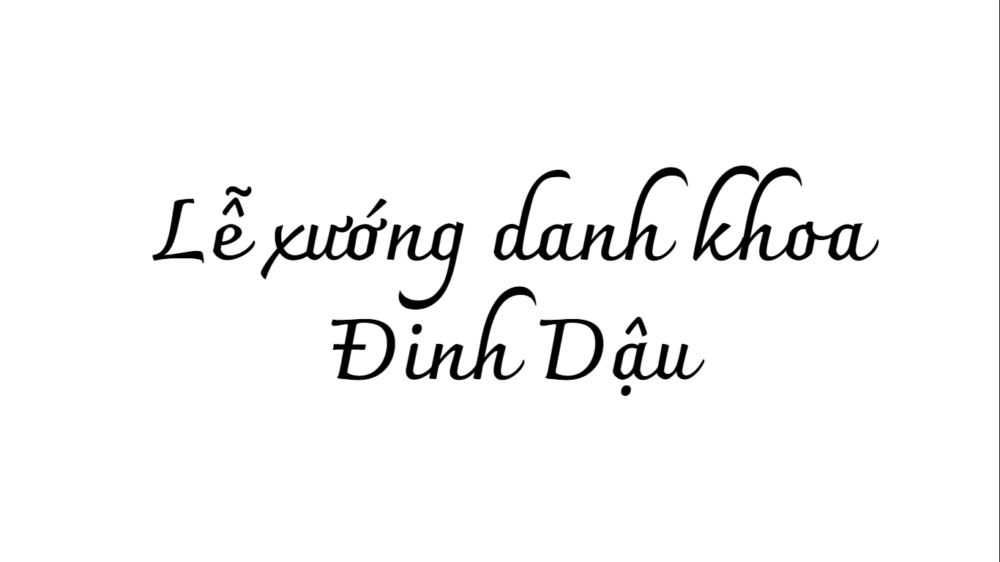 Lễ xướng danh khoa
Đinh Dậu